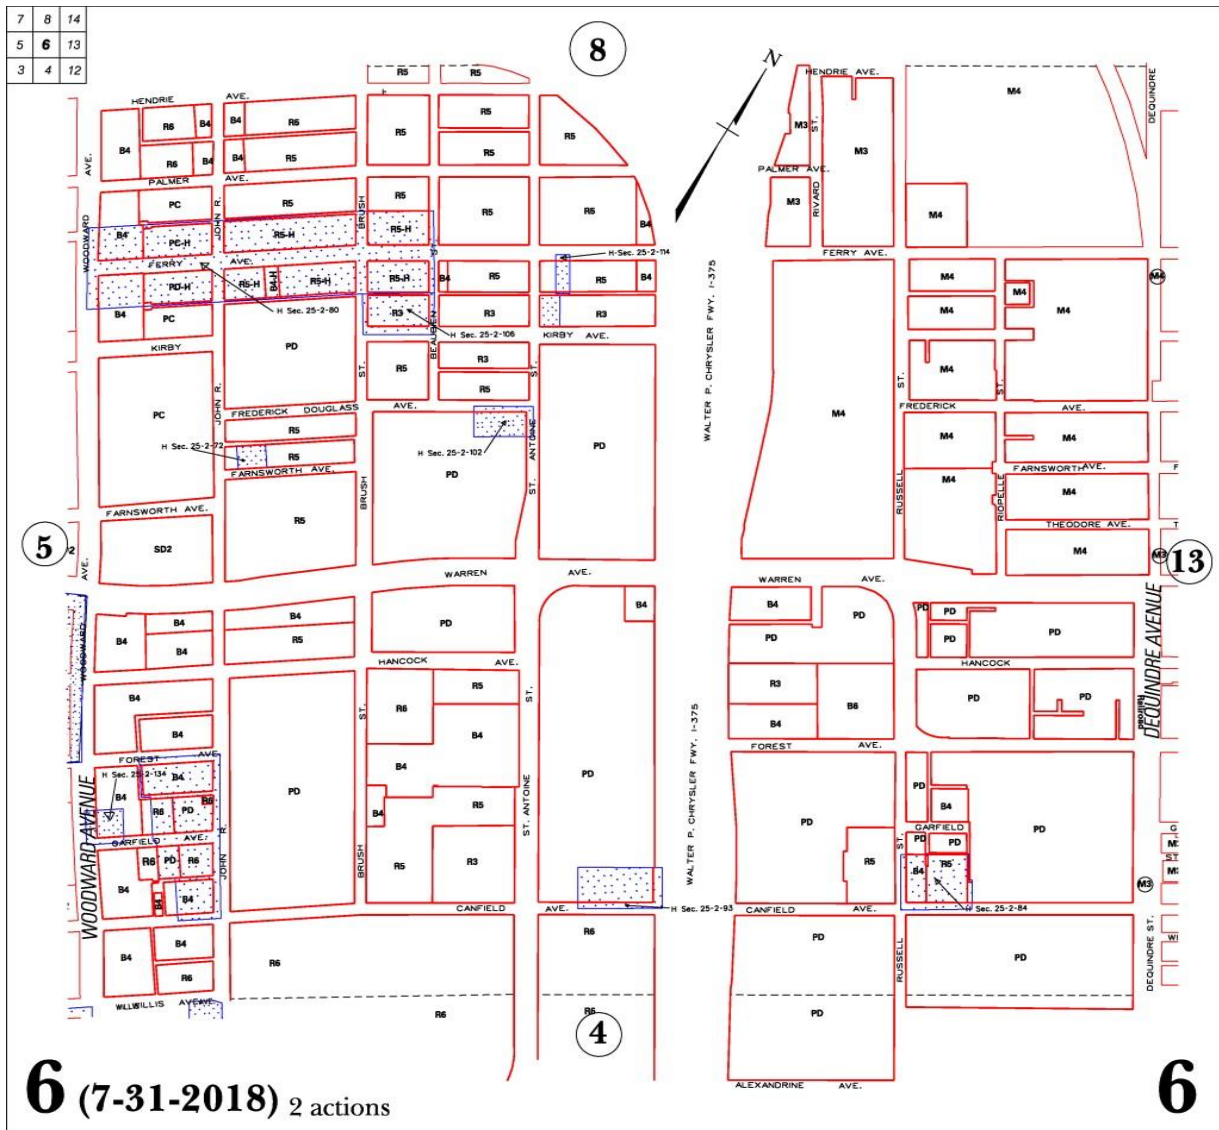 7 8 14
5 6 13
3 4 12
8
N
R5 R5
HENDRIE AVE.
HENDRIE AVE.
M4
DEQUINDRE
B4 R6 B4 B4 R6 R5 R5 R5 M3 ST. M3
R6 B4 B4 R5 R5
AVE.
PALMER AVE.
PALMER AVE.
PC R5 R5 R5 R5 B4 M3 RIVARD M4
WOODWARD
JOHN R.
BRUSH
B4 PC-H R5-H R5-H
H-Sec. 25-2-114
FERRY AVE.
FERRY AVE.
PD-H R5-H B4-H R5-H R5-H B4 R5 R5 B4 M4 M4 M4 M4
H Sec. 25-2-80
B4 PC R3 R3 R3 M4
H Sec. 25-2-106
KIRBY
KIRBY AVE.
BEAUBIEN
ST.
PD R5 R3 R5 ST.
WALTER P. CHRYSLER FWY. I-375
M4 ST. ST.
PC JOHN R.
FREDERICK DOUGLASS AVE.
FREDERICK AVE.
R5 M4 M4 M4
H Sec. 25-2-72
R5
H Sec. 25-2-102
PD PD
ST. ANTOINE
FARNSWORTH AVE.
FARNSWORTH AVE.
FARNSWORTH AVE.
BRUSH
R5
RUSSELL
M4 RIOPELLE M4
THEODORE AVE.
5
SD2 M4 M3 13
AVE.
WARREN AVE.
WARREN AVE.
B4 B4 B4 R5 PD B4 B4 PD PD PD PD PD PD
WOODWARD
HANCOCK AVE.
HANCOCK
DEQUINDRE AVENUE
Railroad
B4 B4 ST. R6 R5 ST. R3 B4 B6 PD PD
B4
WALTER P. CHRYSLER FWY. I-375
FOREST AVE.
FOREST AVE.
H Sec. 25-2-134
B4 B4 R6 PD R6 PD B4 R5 PD PD PD B4 PD
ST. ANTOINE
GARFIELD AVE.
GARFIELD
WOODWARD AVENUE
JOHN R.
BRUSH
B4 R6 PD R6 B4 B4 R5 R3 R5 ST. PD PD B4 R5 M3
H Sec. 25-2-93
H Sec. 25-2-84
CANFIELD AVE.
CANFIELD AVE.
B4 B4 R6 R6 R6 PD PD
RUSSELL
DEQUINDRE ST.
WILLIS AVE
R6 R6 PD
4
ALEXANDRINE AVE.
6 (7-31-2018) 2 actions
6